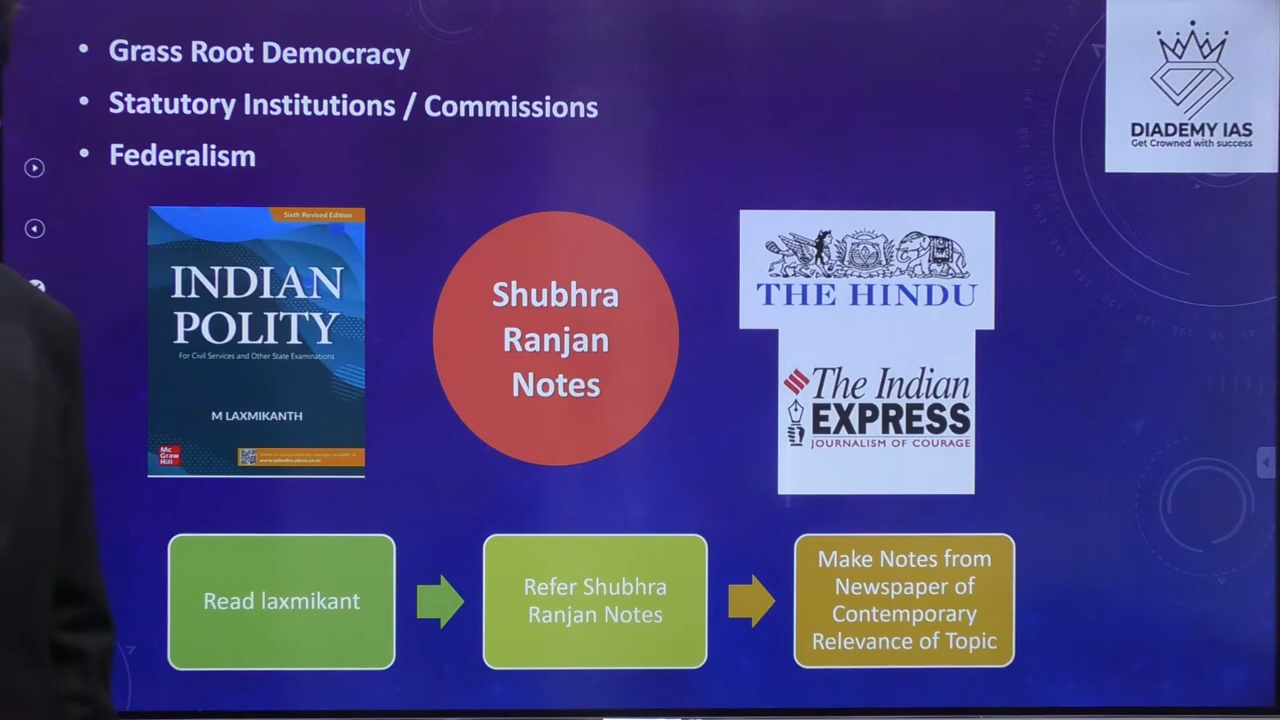 Grass Root Democracy
Statutory Institutions / Commissions
Federalism
DIADEMY IAS
Get Crowned with success
Sixth Revised Edition
INDIAN
POLITY
For Civil Services and Other State Examinations
M LAXMIKANTH
Mc
Graw
Hill
Shubhra
Ranjan
Notes
THE HINDU
The Indian
EXPRESS
JOURNALISM OF COURAGE
Read laxmikant
Refer Shubhra
Ranjan Notes
Make Notes from
Newspaper of
Contemporary
Relevance of Topic